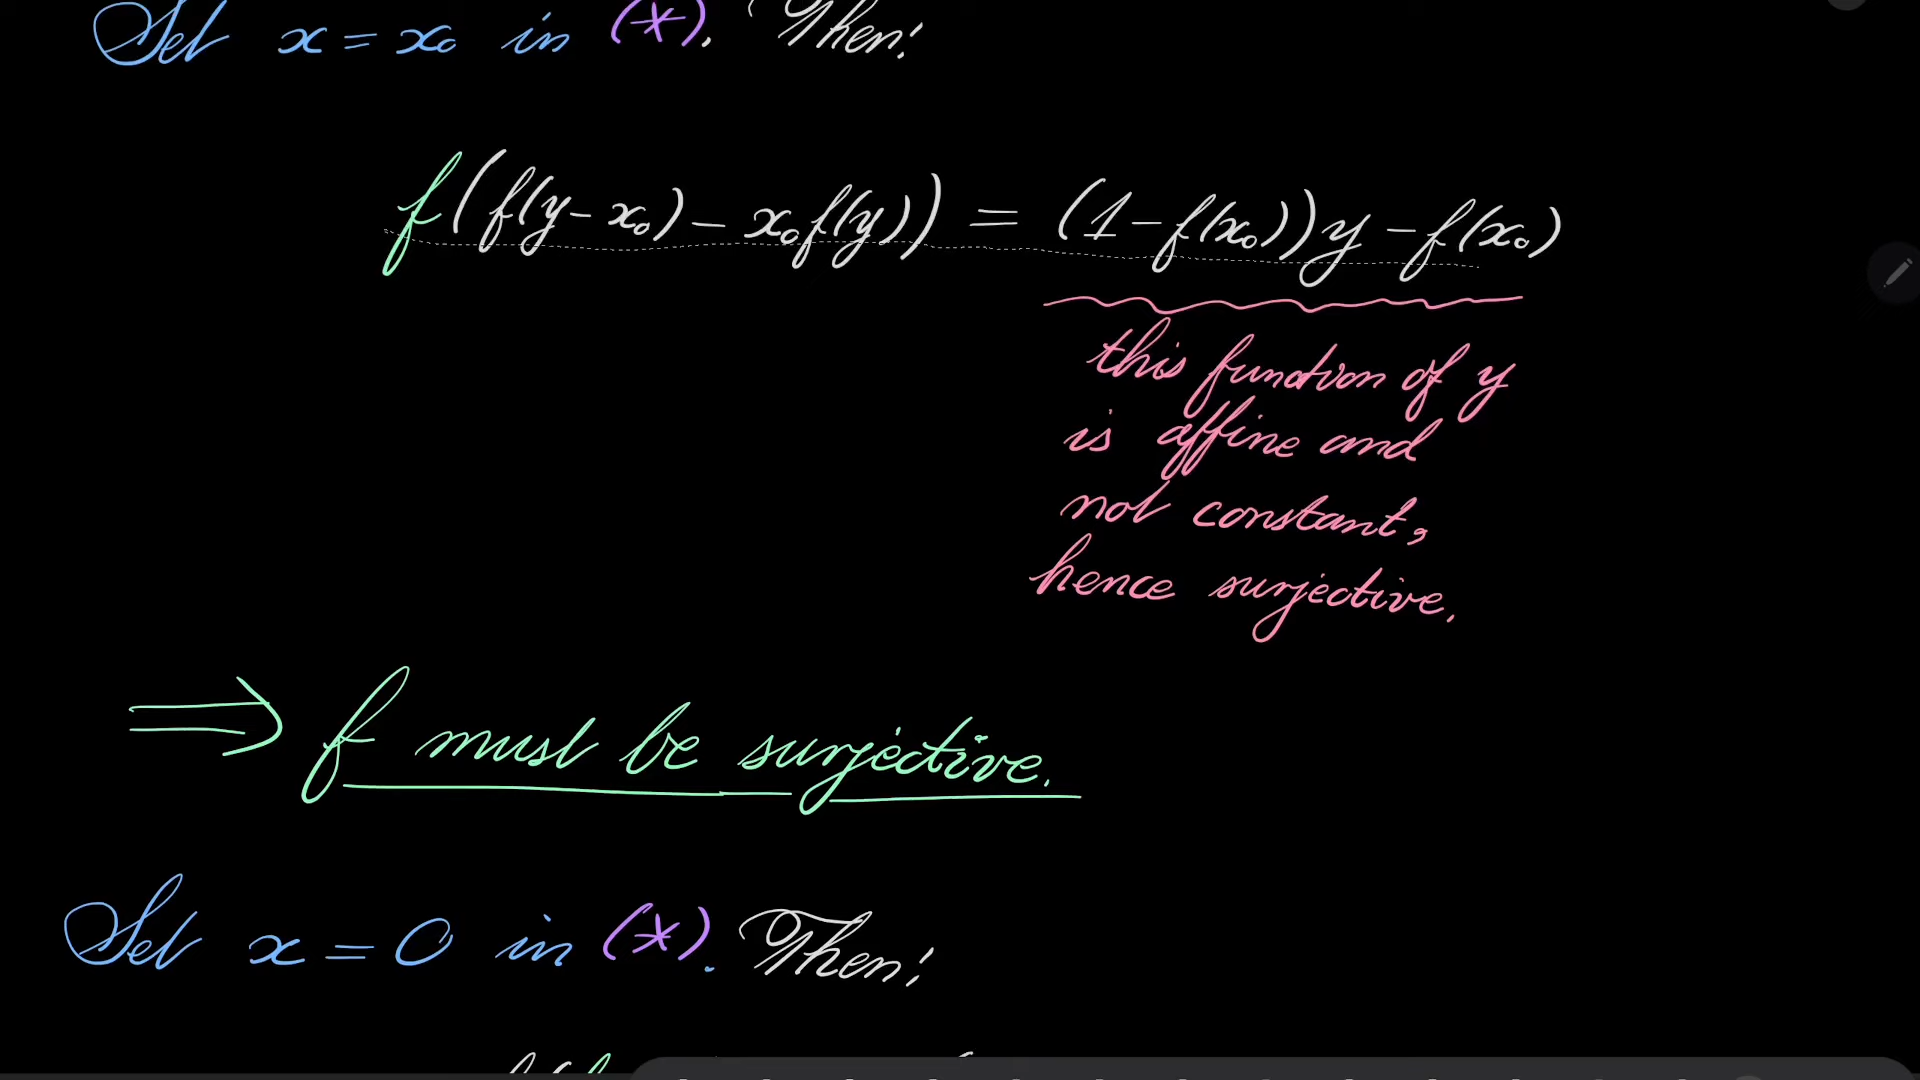 Set x = x₀ in (*). Then:
f(f(y-x₀) - x₀f(y)) = (1-f(x₀))y - f(x₀)
this function of y
is affine and
not constant,
hence surjective.
⟹ f must be surjective.
Set x = 0 in (*). Then: